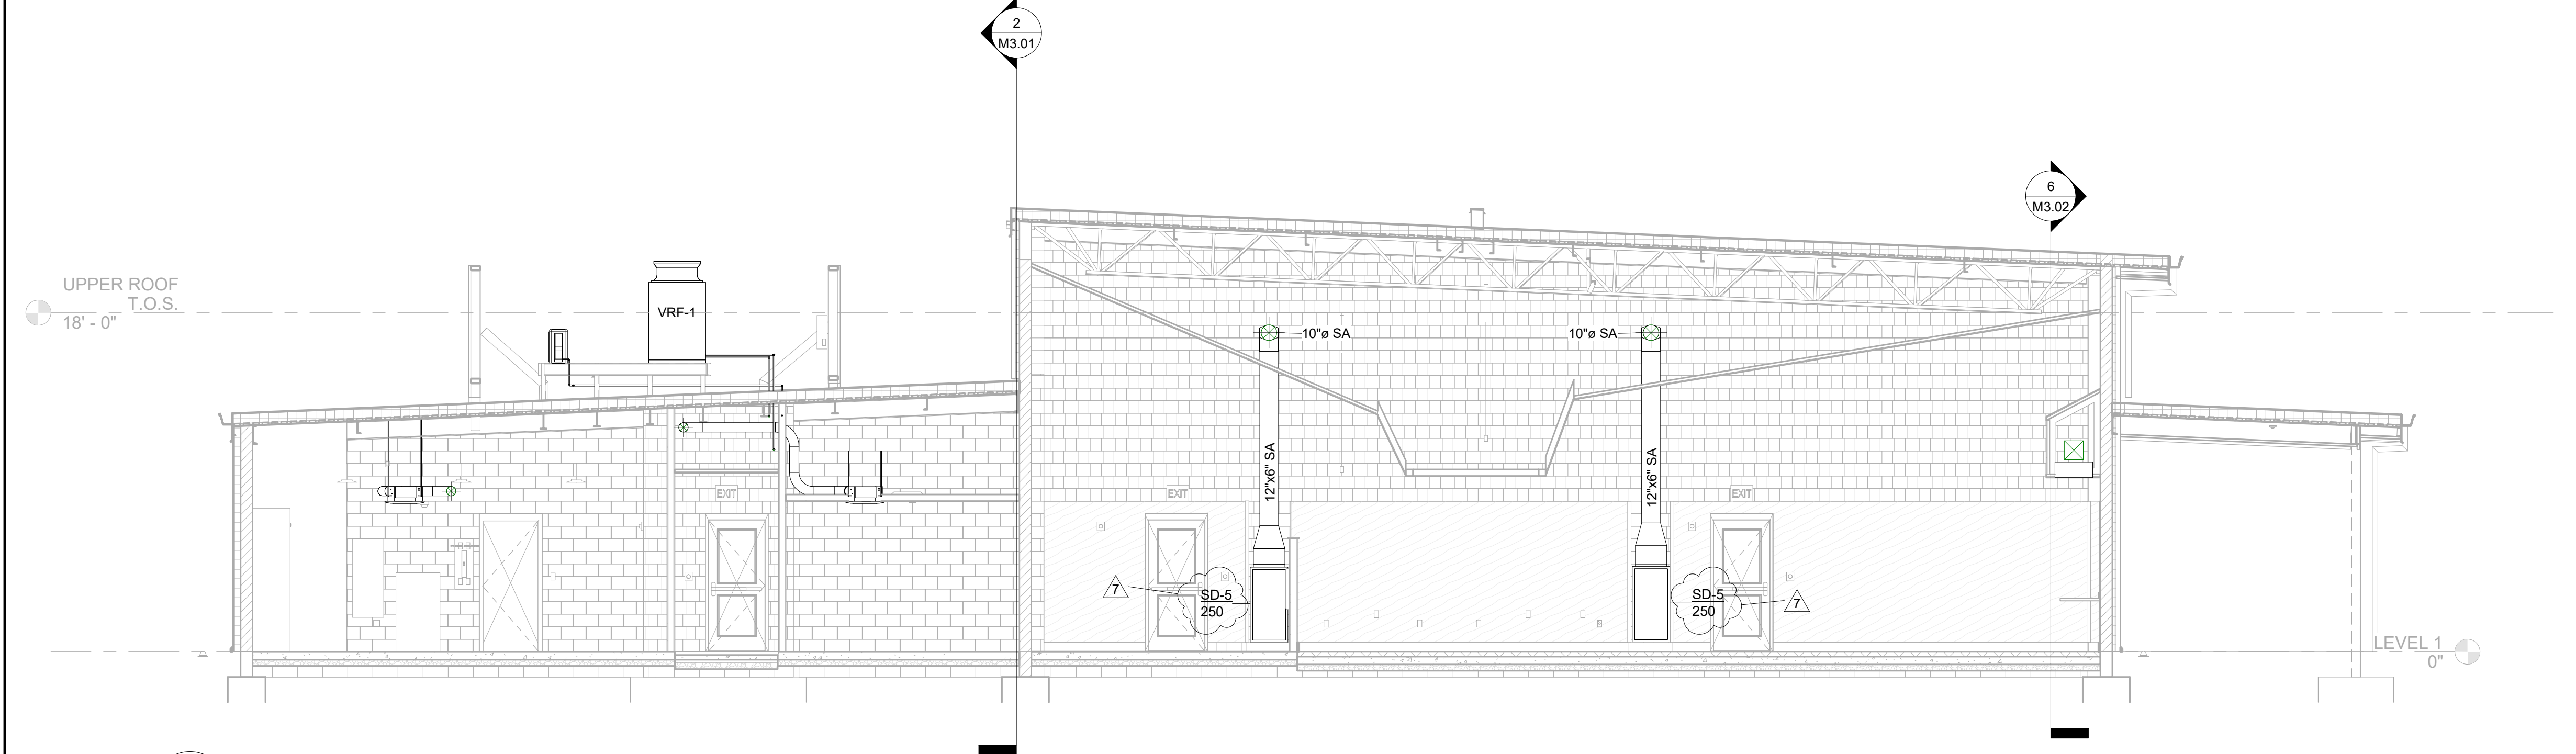 2
M3.01
6
M3.02
UPPER ROOF
T.O.S.
18' - 0"
VRF-1
10"ø SA
10"ø SA
12"x6" SA
12"x6" SA
EXIT
EXIT
EXIT
7
SD-5
250
SD-5
250
7
LEVEL 1
0"